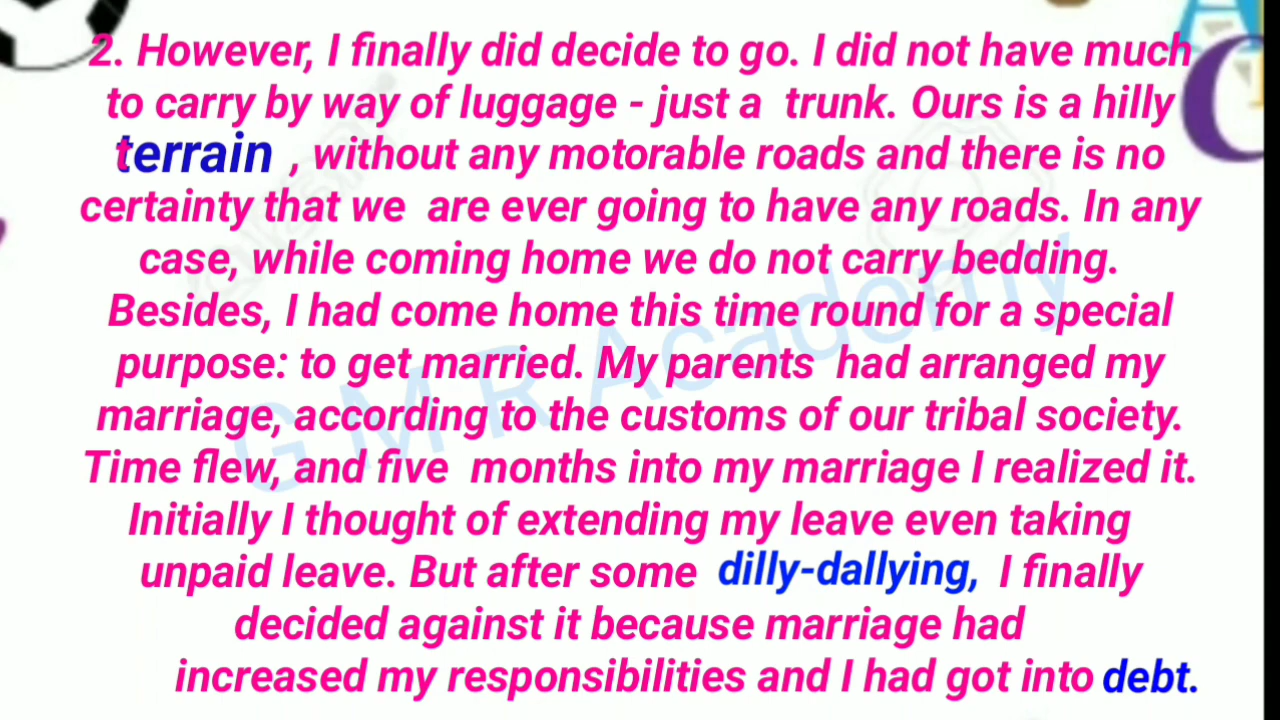 2. However, I finally did decide to go. I did not have much
to carry by way of luggage - just a trunk. Ours is a hilly
terrain , without any motorable roads and there is no
certainty that we are ever going to have any roads. In any
case, while coming home we do not carry bedding.
Besides, I had come home this time round for a special
purpose: to get married. My parents had arranged my
marriage, according to the customs of our tribal society.
Time flew, and five months into my marriage I realized it.
Initially I thought of extending my leave even taking
unpaid leave. But after some dilly-dallying, I finally
decided against it because marriage had
increased my responsibilities and I had got into debt.
G M R Academy